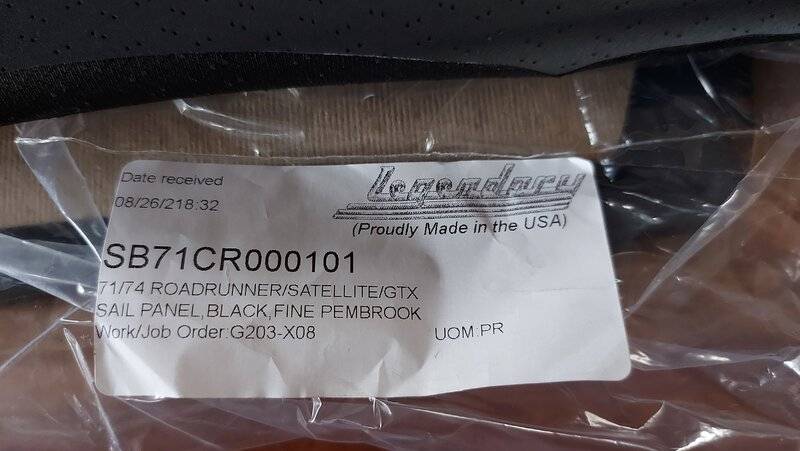 Date received
08/26/218:32
Legendary
(Proudly Made in the USA)
SB71CR000101
71/74 ROADRUNNER/SATELLITE/GTX
SAIL PANEL,BLACK,FINE PEMBROOK
Work/Job Order:G203-X08 UOM:PR